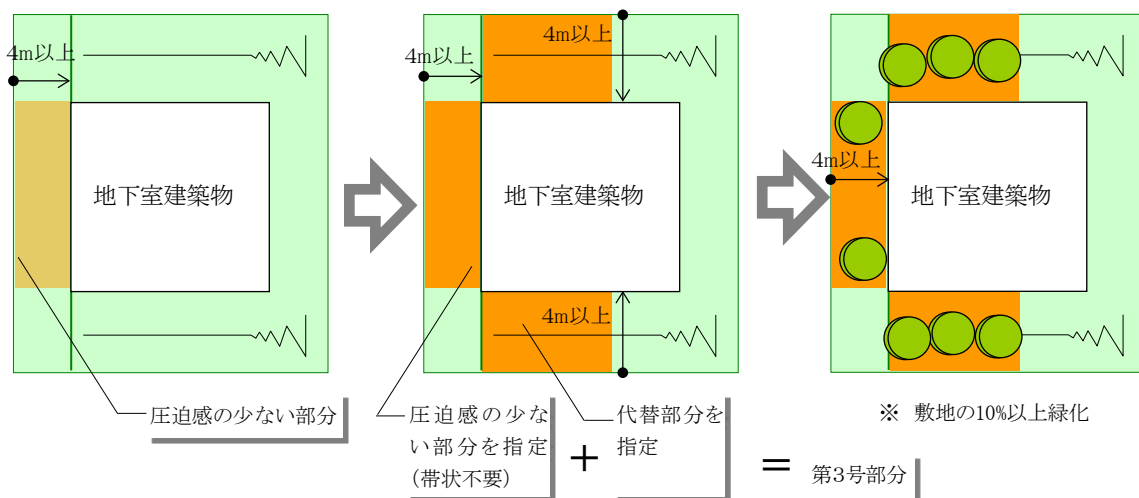 4m以上
地下室建築物
圧迫感の少ない部分
4m以上
4m以上
地下室建築物
4m以上
圧迫感の少な
い部分を指定
(帯状不要)
+
代替部分を
指定
4m以上
地下室建築物
※ 敷地の10%以上緑化
=
第3号部分